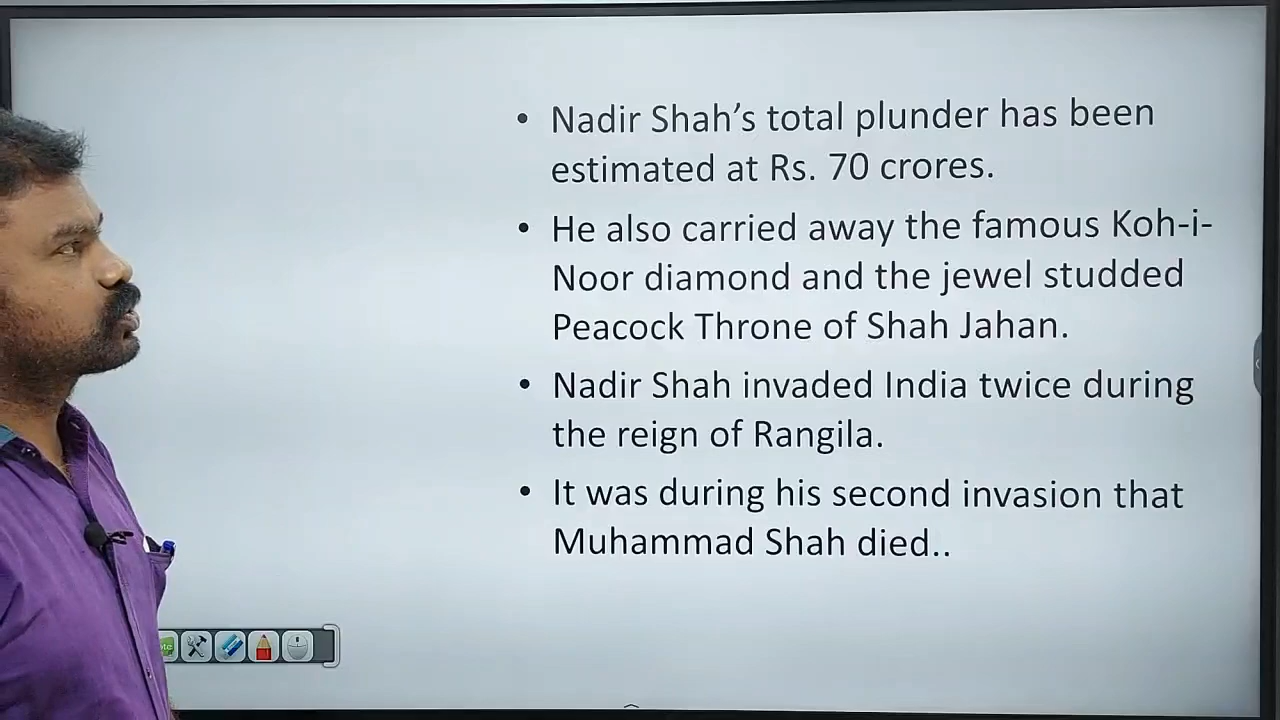 • Nadir Shah’s total plunder has been
estimated at Rs. 70 crores.
• He also carried away the famous Koh-i-
Noor diamond and the jewel studded
Peacock Throne of Shah Jahan.
• Nadir Shah invaded India twice during
the reign of Rangila.
• It was during his second invasion that
Muhammad Shah died..